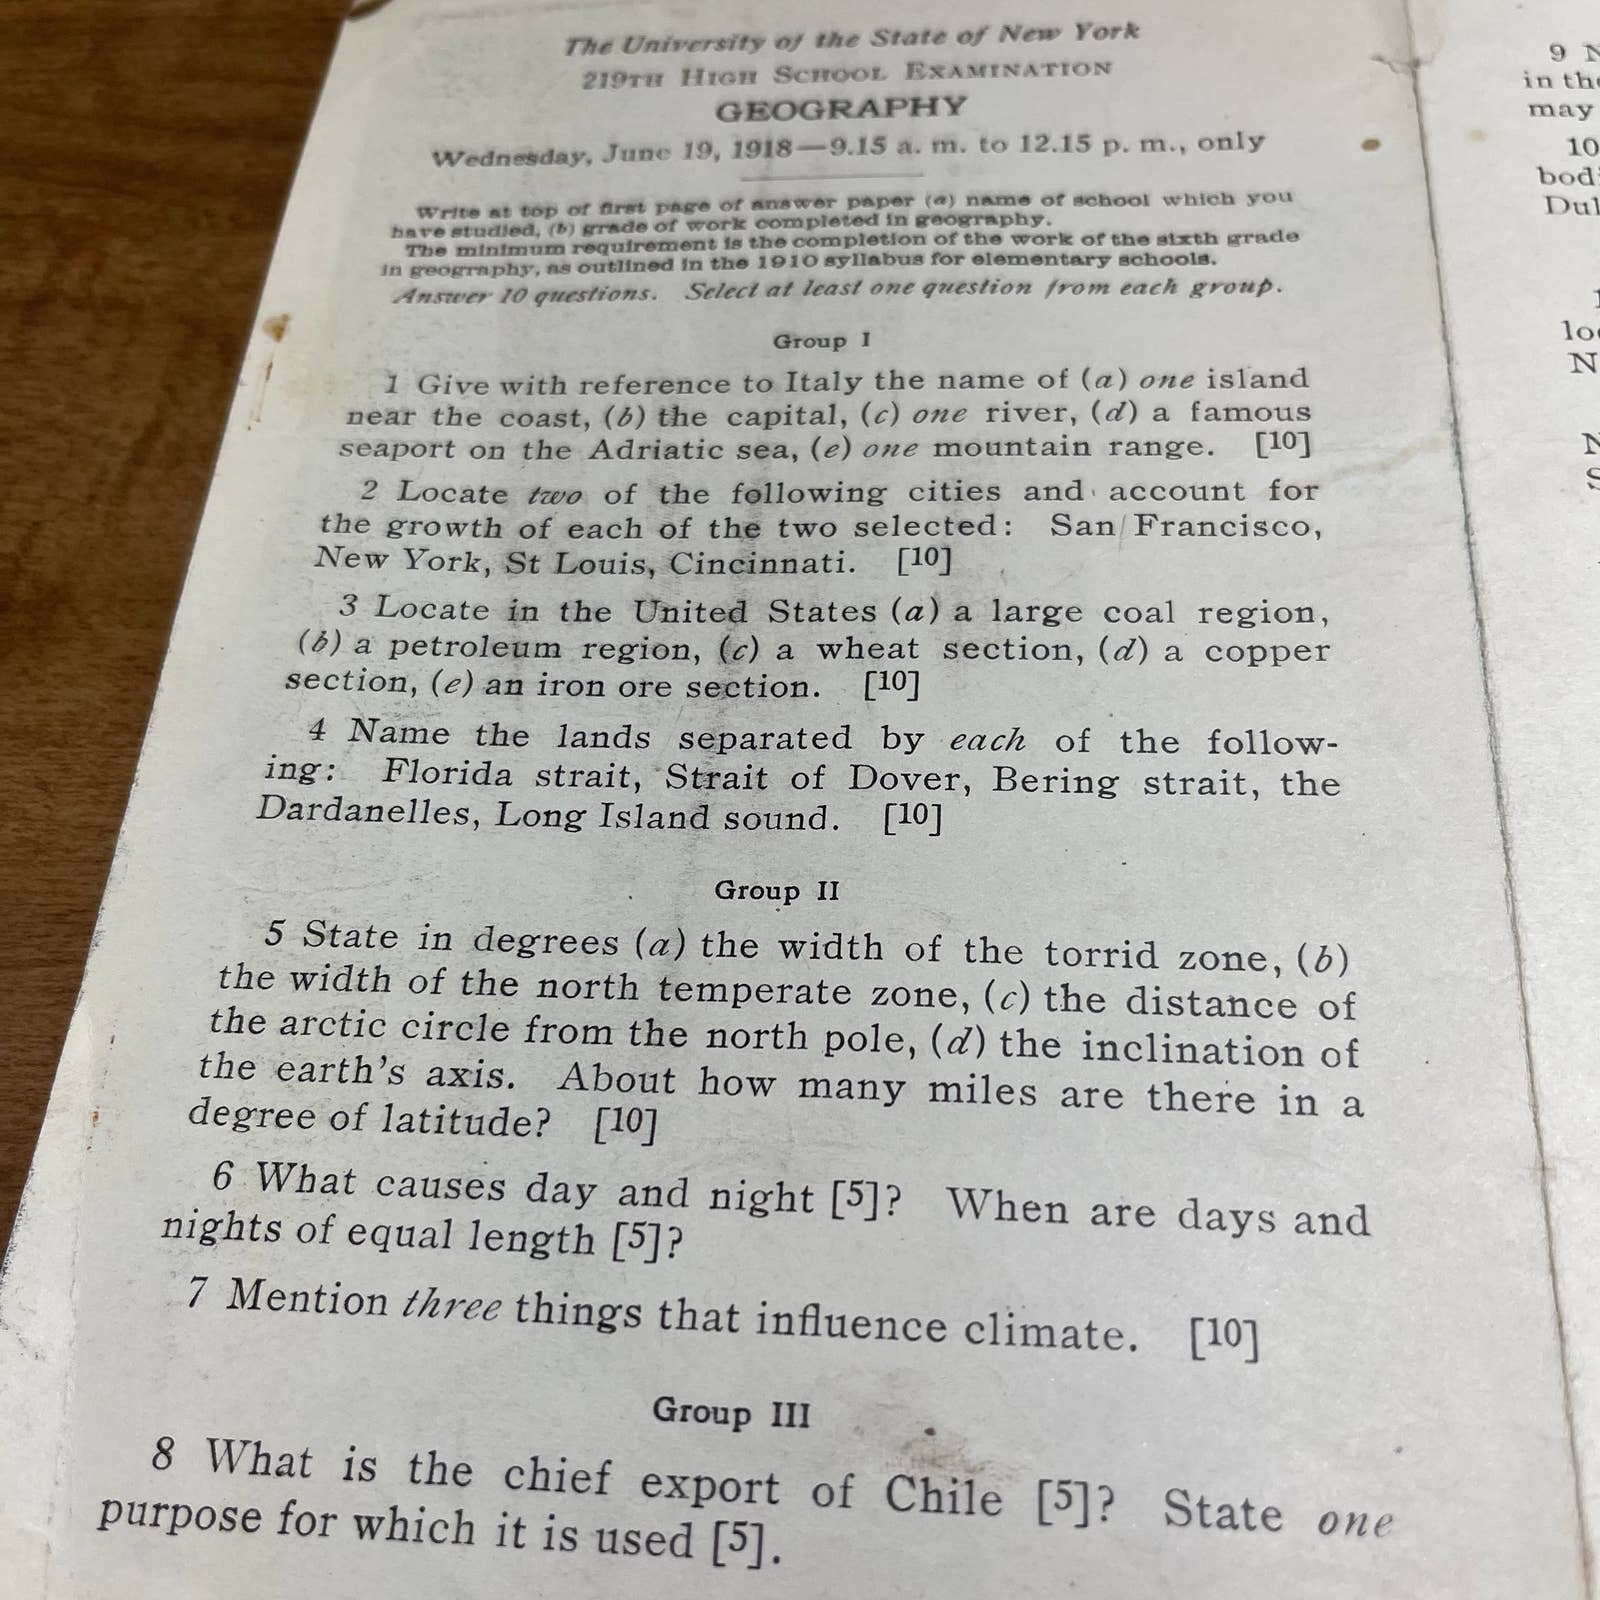 The University of the State of New York
219TH HIGH SCHOOL EXAMINATION
GEOGRAPHY
Wednesday, June 19, 1918—9.15 a. m. to 12.15 p. m., only
Write at top of first page of answer paper (a) name of school which you
have studied, (b) grade of work completed in geography.
The minimum requirement is the completion of the work of the sixth grade
in geography, as outlined in the 1910 syllabus for elementary schools.
Answer 10 questions. Select at least one question from each group.
Group I
1 Give with reference to Italy the name of (a) one island
near the coast, (b) the capital, (c) one river, (d) a famous
seaport on the Adriatic sea, (e) one mountain range. [10]
2 Locate two of the following cities and account for
the growth of each of the two selected: San Francisco,
New York, St Louis, Cincinnati. [10]
3 Locate in the United States (a) a large coal region,
(b) a petroleum region, (c) a wheat section, (d) a copper
section, (e) an iron ore section. [10]
4 Name the lands separated by each of the follow-
ing: Florida strait, Strait of Dover, Bering strait, the
Dardanelles, Long Island sound. [10]
Group II
5 State in degrees (a) the width of the torrid zone, (b)
the width of the north temperate zone, (c) the distance of
the arctic circle from the north pole, (d) the inclination of
the earth's axis. About how many miles are there in a
degree of latitude? [10]
6 What causes day and night [5]? When are days and
nights of equal length [5]?
7 Mention three things that influence climate. [10]
Group III
8 What is the chief export of Chile [5]? State one
purpose for which it is used [5].
9
in
may
10